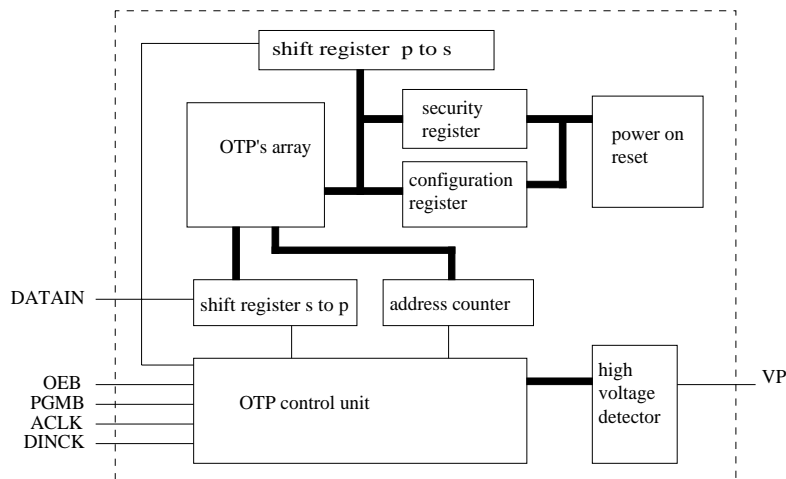 shift register p to s
security
register
OTP's array
power on
reset
configuration
register
DATAIN
shift register s to p
address counter
OEB
PGMB
ACLK
DINCK
OTP control unit
high
voltage
detector
VP